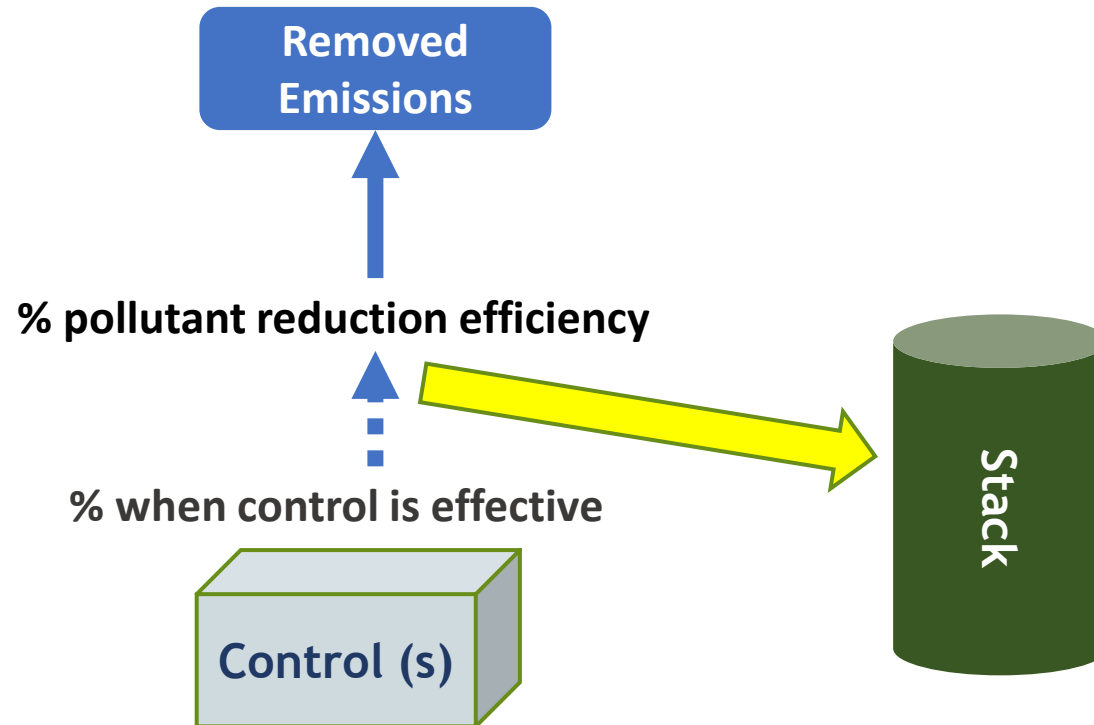 Removed
Emissions
% pollutant reduction efficiency
% when control is effective
Control (s)
Stack